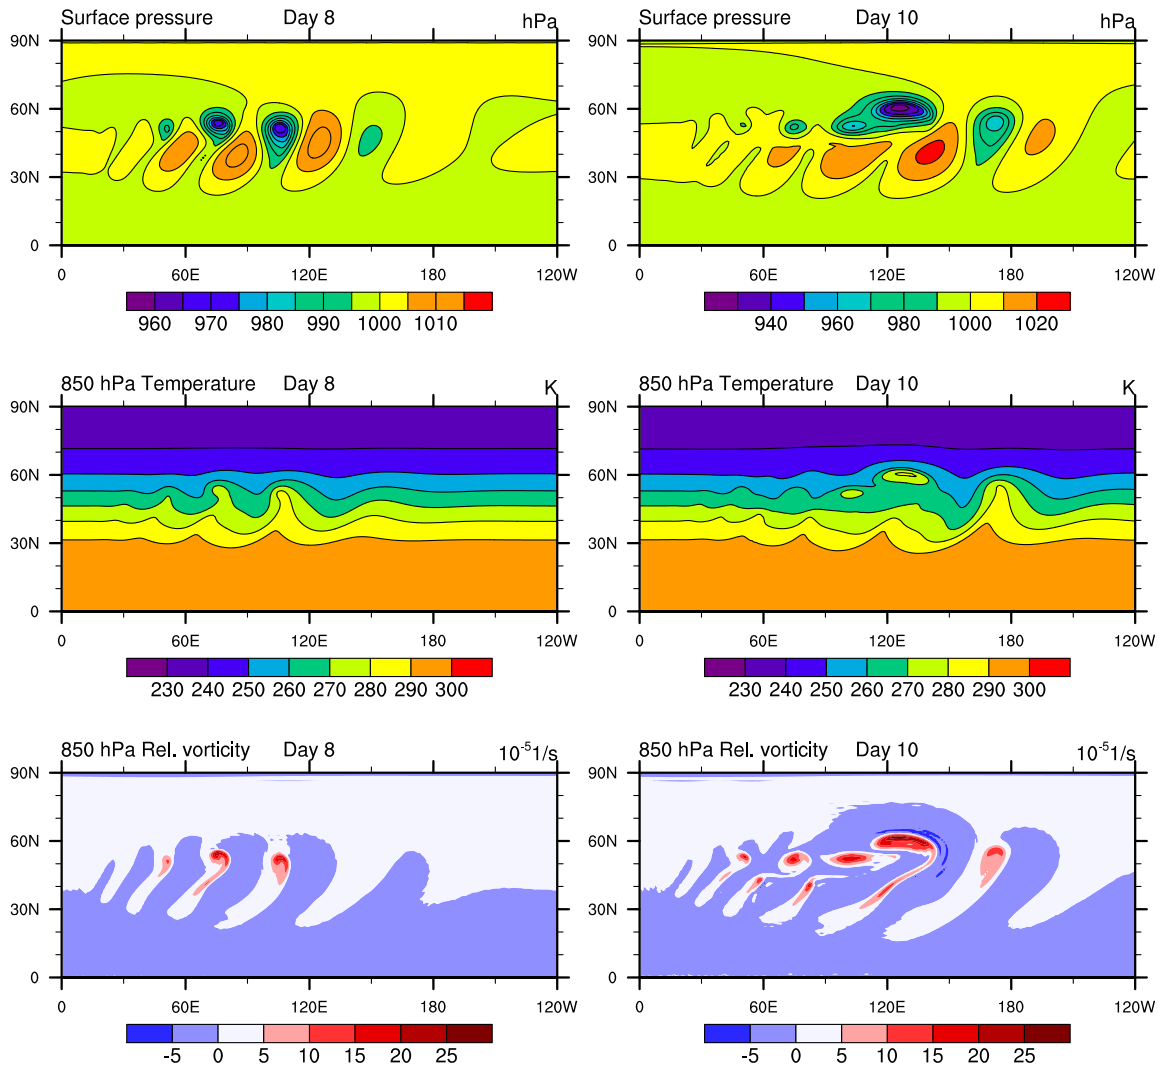 Surface pressure Day 8 hPa
90N
60N
30N
0
0 60E 120E 180 120W
960 970 980 990 1000 1010
Surface pressure Day 10 hPa
90N
60N
30N
0
0 60E 120E 180 120W
940 960 980 1000 1020
850 hPa Temperature Day 8 K
90N
60N
30N
0
0 60E 120E 180 120W
230 240 250 260 270 280 290 300
850 hPa Temperature Day 10 K
90N
60N
30N
0
0 60E 120E 180 120W
230 240 250 260 270 280 290 300
850 hPa Rel. vorticity Day 8 10⁻⁵1/s
90N
60N
30N
0
0 60E 120E 180 120W
-5 0 5 10 15 20 25
850 hPa Rel. vorticity Day 10 10⁻⁵1/s
90N
60N
30N
0
0 60E 120E 180 120W
-5 0 5 10 15 20 25